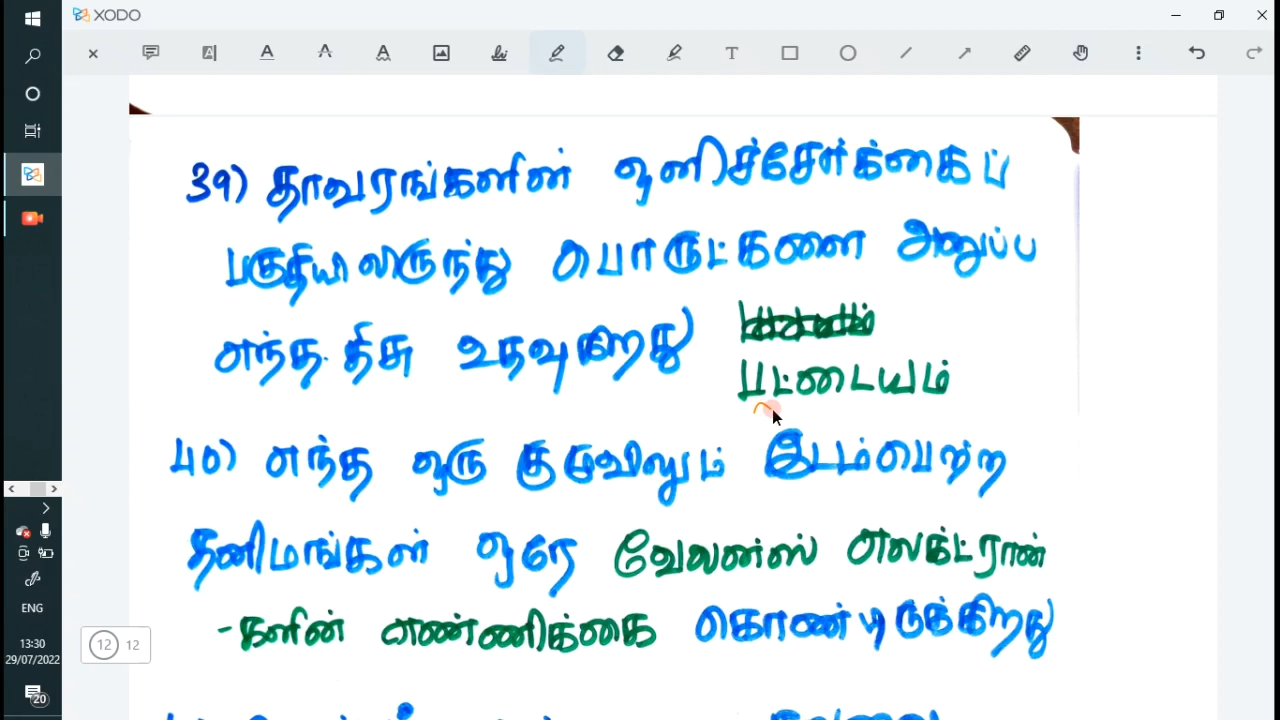 XODO
39) தாவரங்களின் ஒளிச்சேர்க்கைப்
பகுதியிலிருந்து பொருட்களை அனுப்ப
எந்த திசு உதவுகிறது
பட்டையம்
40) எந்த ஒரு குழுவிலும் இடம்பெற்ற
தனிமங்கள் ஒரே வேலன்ஸ் எலக்ட்ரான்
-களின் எண்ணிக்கை கொண்டிருக்கிறது
12 12
ENG
13:30
29/07/2022
20